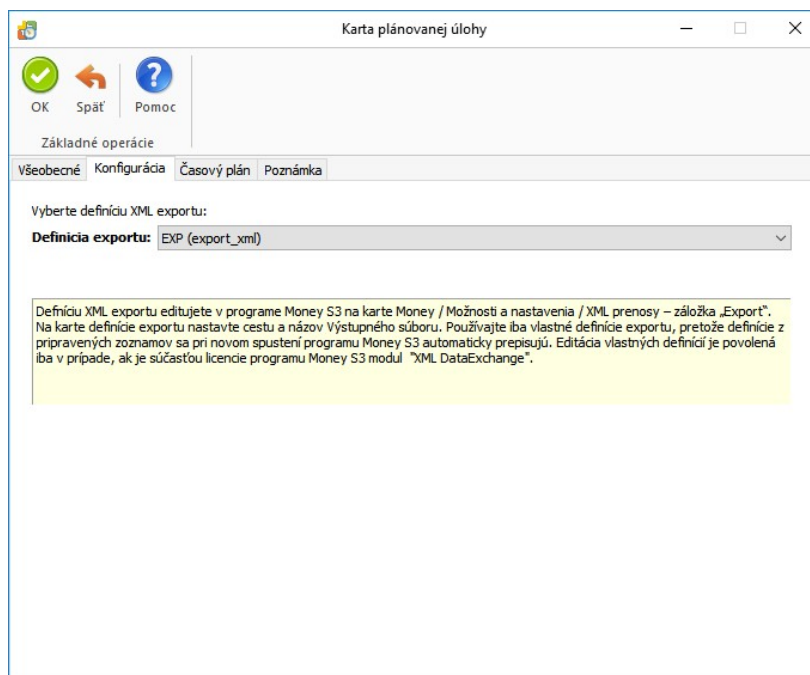 Karta plánovanej úlohy
OK
Späť
Pomoc
Základné operácie
Všeobecné Konfigurácia Časový plán Poznámka
Vyberte definíciu XML exportu:
Definicia exportu: EXP (export_xml)
Defníciu XML exportu editujete v programe Money S3 na karte Money / Možnosti a nastavenia / XML prenosy – záložka „Export“.
Na karte definície exportu nastavte cestu a názov Výstupného súboru. Používajte iba vlastné definície exportu, pretože definície z
pripravených zoznamov sa pri novom spustení programu Money S3 automaticky prepisujú. Editácia vlastných definícií je povolená
iba v prípade, ak je súčasťou licencie programu Money S3 modul "XML DataExchange".